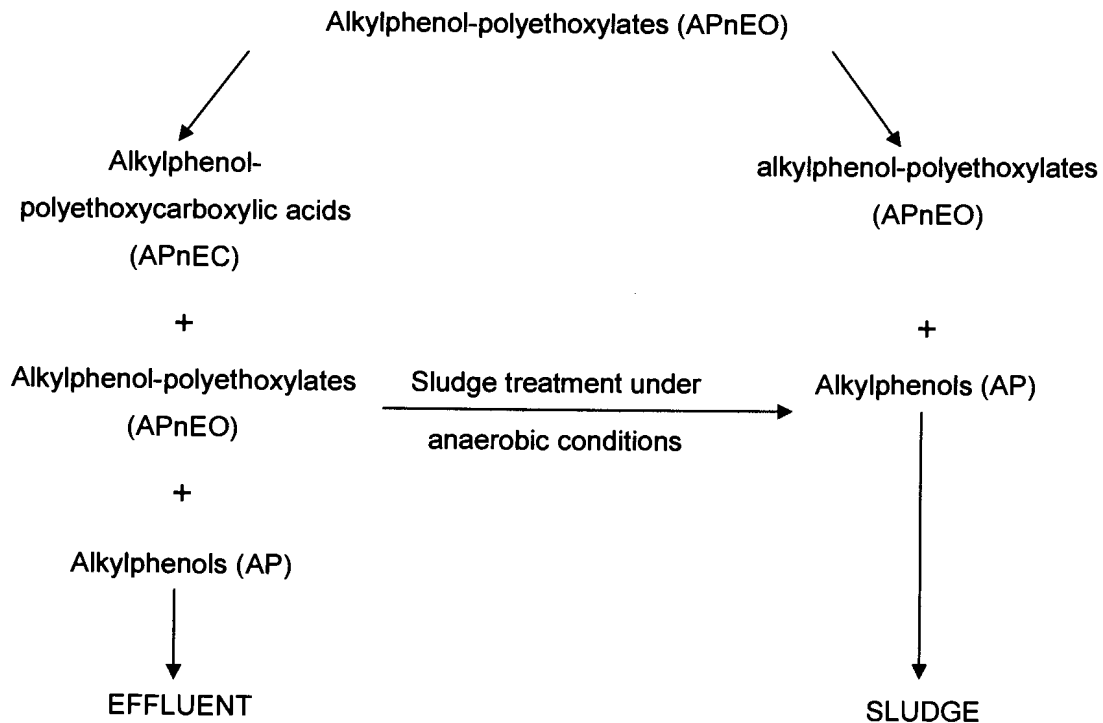 Alkylphenol-polyethoxylates (APnEO)
Alkylphenol-
polyethoxycarboxylic acids
(APnEC)
+
Alkylphenol-polyethoxylates
(APnEO)
+
Alkylphenols (AP)
EFFLUENT
Sludge treatment under
anaerobic conditions
alkylphenol-polyethoxylates
(APnEO)
+
Alkylphenols (AP)
SLUDGE